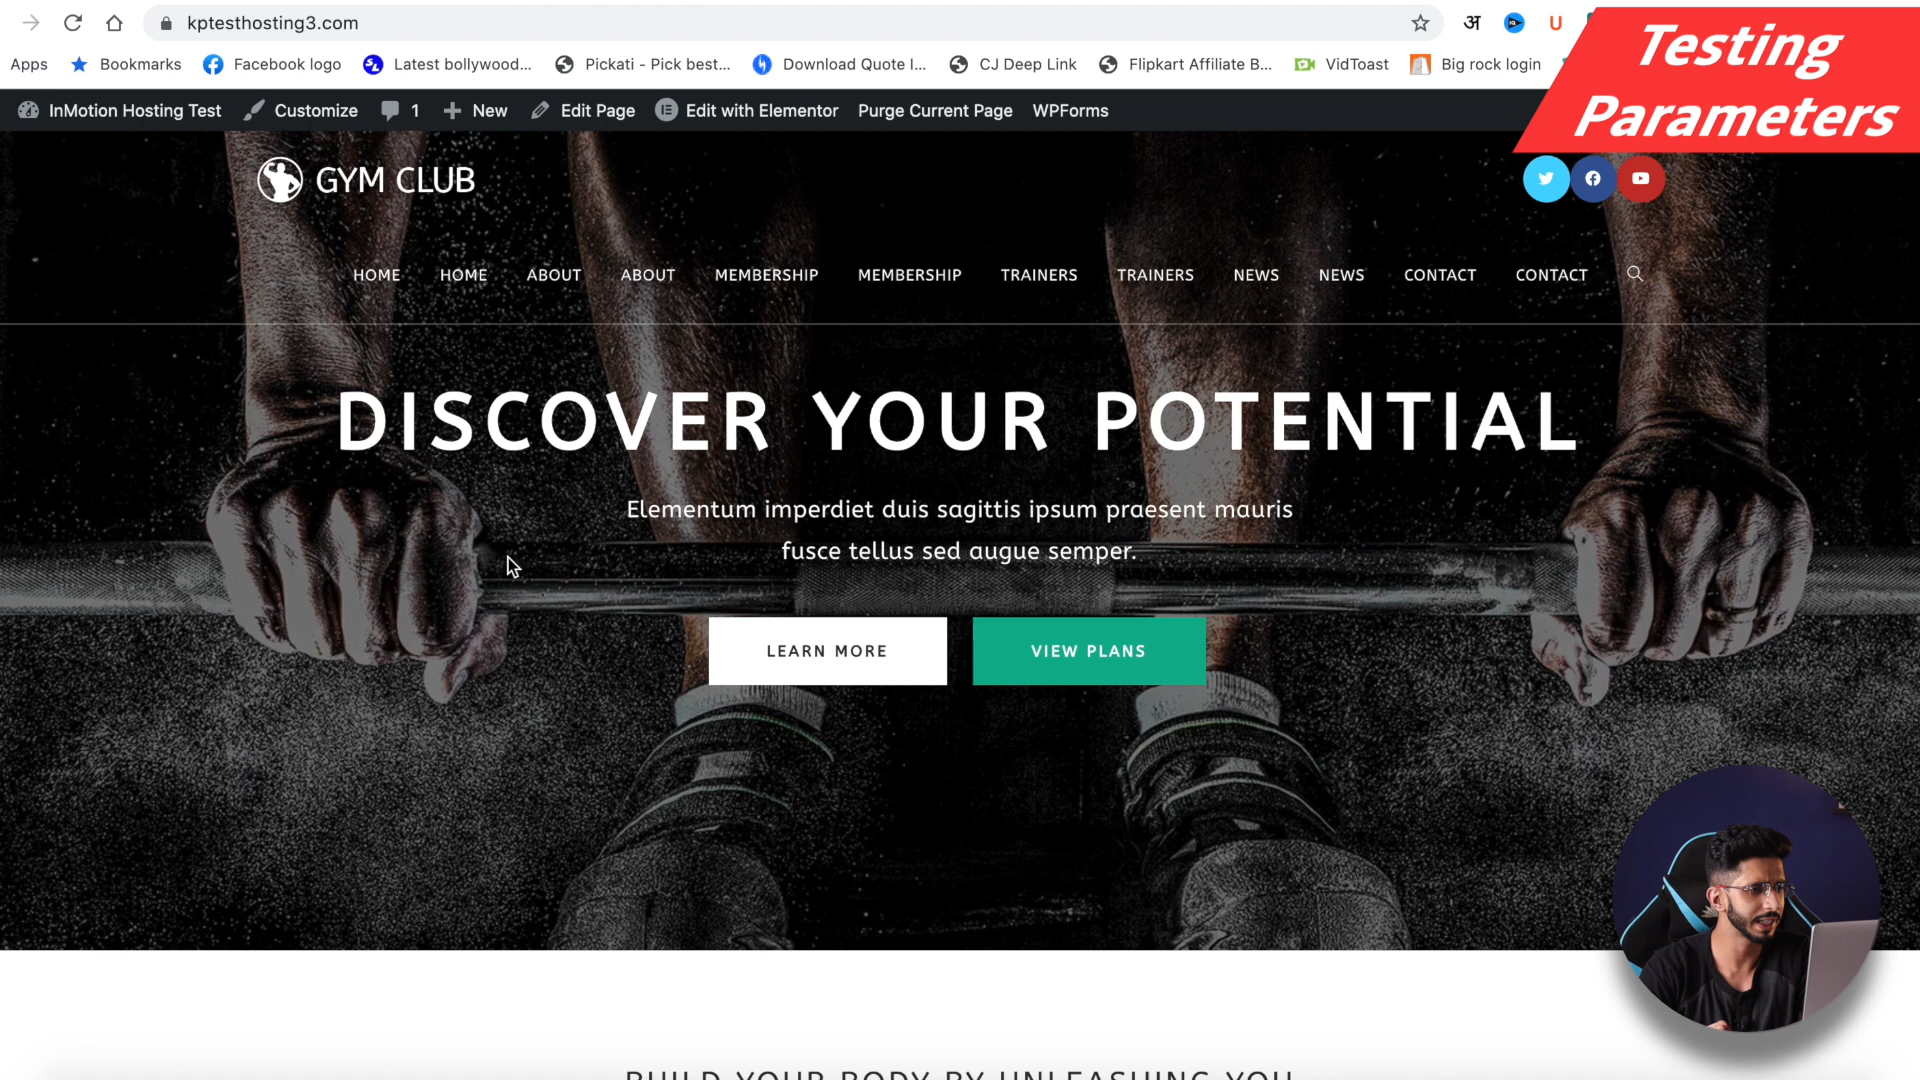 kptesthosting3.com
अ
U
Apps
Bookmarks
Facebook logo
Latest bollywood...
Pickati - Pick best...
Download Quote I...
CJ Deep Link
Flipkart Affiliate B...
VidToast
Big rock login
Testing
Parameters
InMotion Hosting Test
Customize
1
New
Edit Page
Edit with Elementor
Purge Current Page
WPForms
GYM CLUB
HOME HOME ABOUT ABOUT MEMBERSHIP MEMBERSHIP TRAINERS TRAINERS NEWS NEWS CONTACT CONTACT
DISCOVER YOUR POTENTIAL
Elementum imperdiet duis sagittis ipsum praesent mauris
fusce tellus sed augue semper.
LEARN MORE
VIEW PLANS
BUILD YOUR BODY BY UNLEASHING YOU